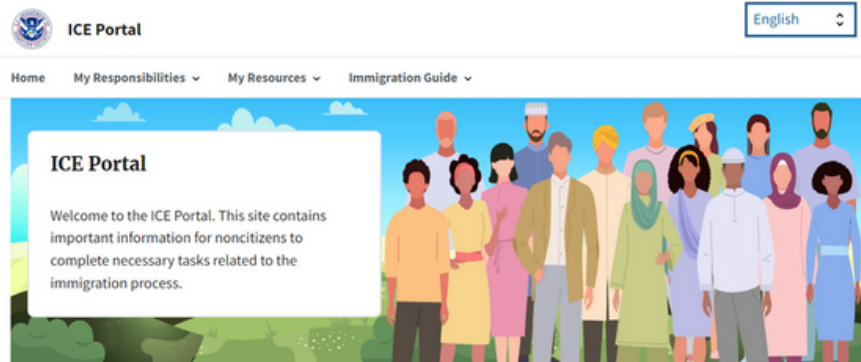 ICE Portal
English
Home My Responsibilities My Resources Immigration Guide
ICE Portal
Welcome to the ICE Portal. This site contains
important information for noncitizens to
complete necessary tasks related to the
immigration process.